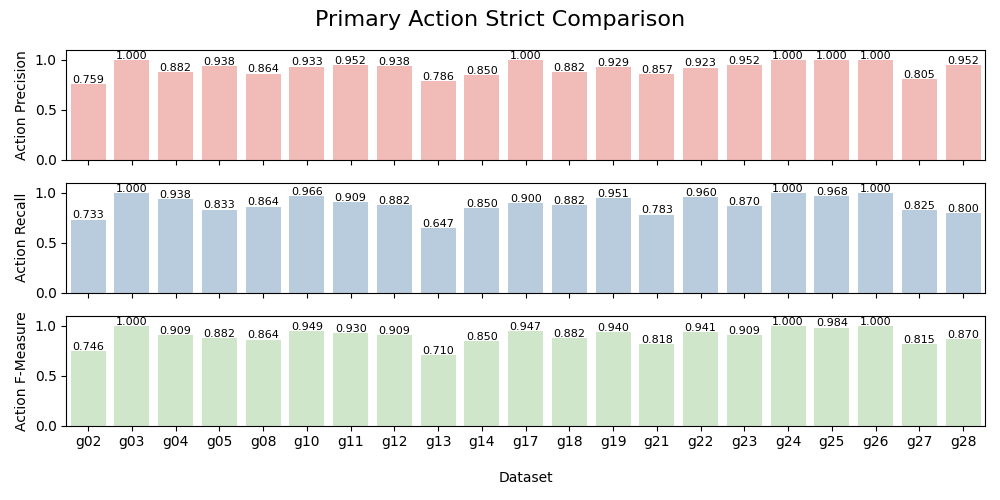 Primary Action Strict Comparison
Action Precision
1.0
0.5
0.0
0.759 1.000 0.882 0.938 0.864 0.933 0.952 0.938 0.786 0.850 1.000 0.882 0.929 0.857 0.923 0.952 1.000 1.000 1.000 0.805 0.952
Action Recall
1.0
0.5
0.0
0.733 1.000 0.938 0.833 0.864 0.966 0.909 0.882 0.647 0.850 0.900 0.882 0.951 0.783 0.960 0.870 1.000 0.968 1.000 0.825 0.800
Action F-Measure
1.0
0.5
0.0
0.746 1.000 0.909 0.882 0.864 0.949 0.930 0.909 0.710 0.850 0.947 0.882 0.940 0.818 0.941 0.909 1.000 0.984 1.000 0.815 0.870
g02 g03 g04 g05 g08 g10 g11 g12 g13 g14 g17 g18 g19 g21 g22 g23 g24 g25 g26 g27 g28
Dataset